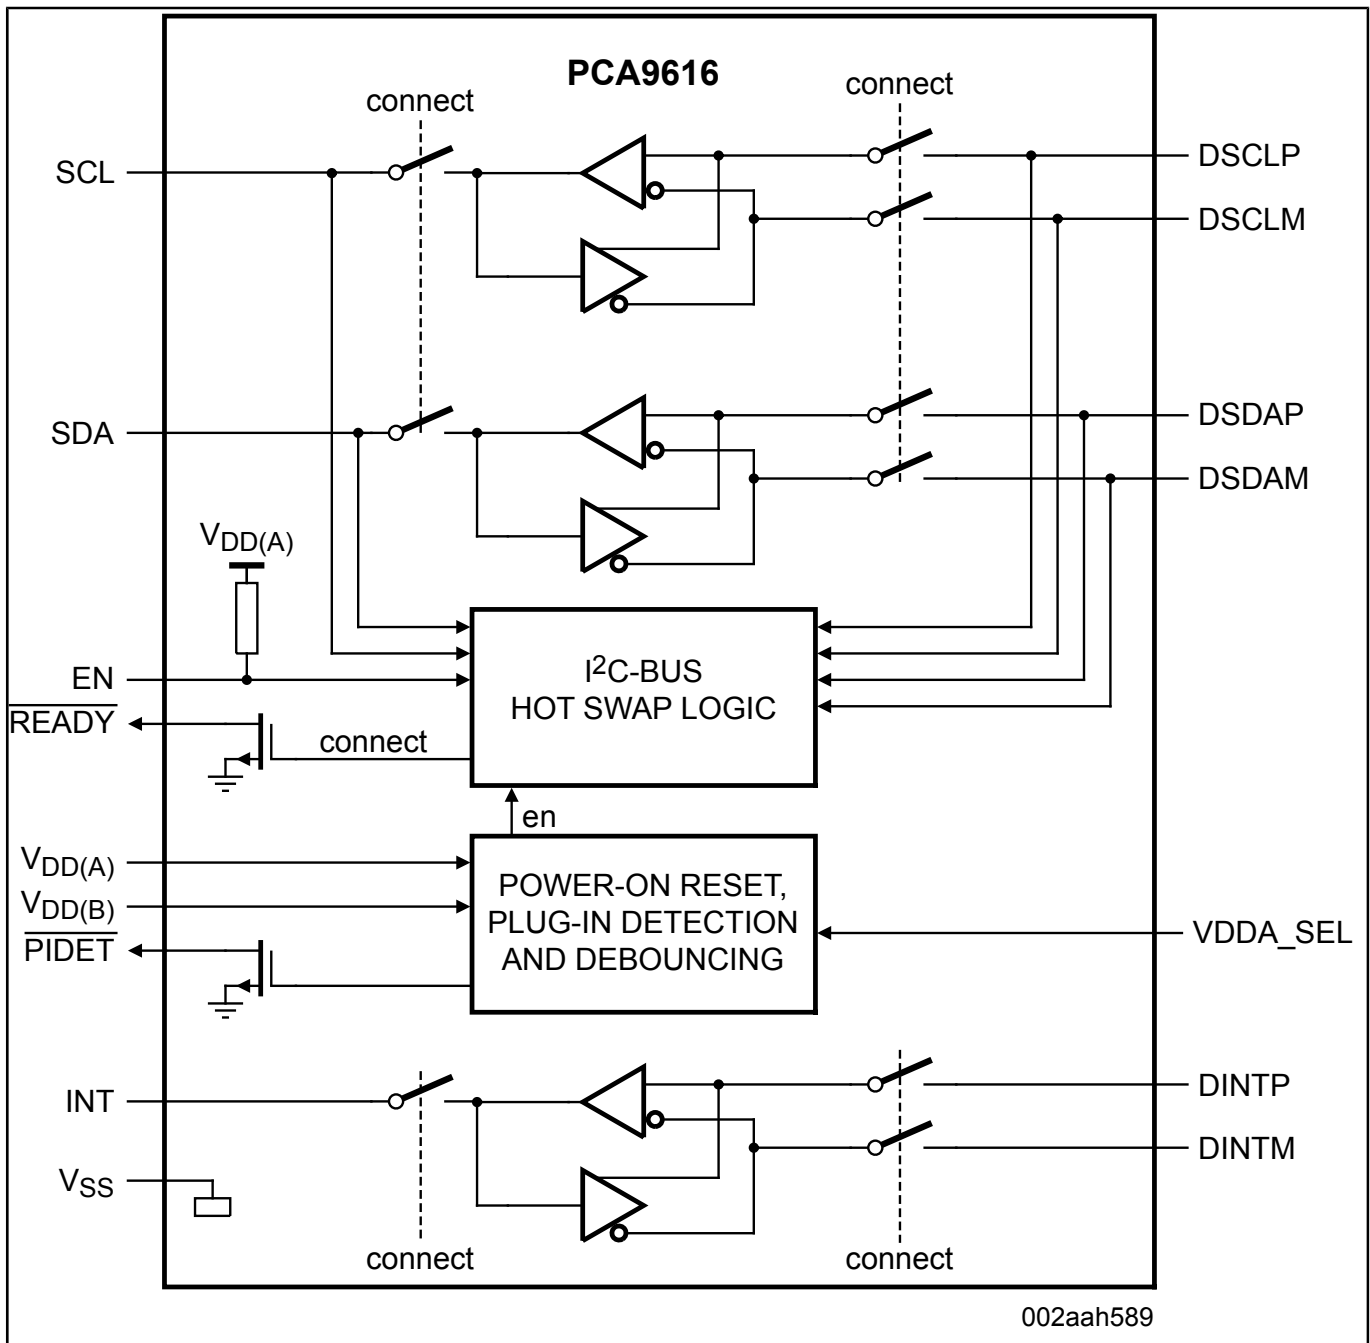 PCA9616
connect
connect
SCL
DSCLP
DSCLM
SDA
DSDAP
DSDAM
VDD(A)
EN
READY
I2C-BUS
HOT SWAP LOGIC
connect
en
VDD(A)
VDD(B)
PIDET
POWER-ON RESET,
PLUG-IN DETECTION
AND DEBOUNCING
VDDA_SEL
INT
DINTP
DINTM
VSS
connect
connect
002aah589